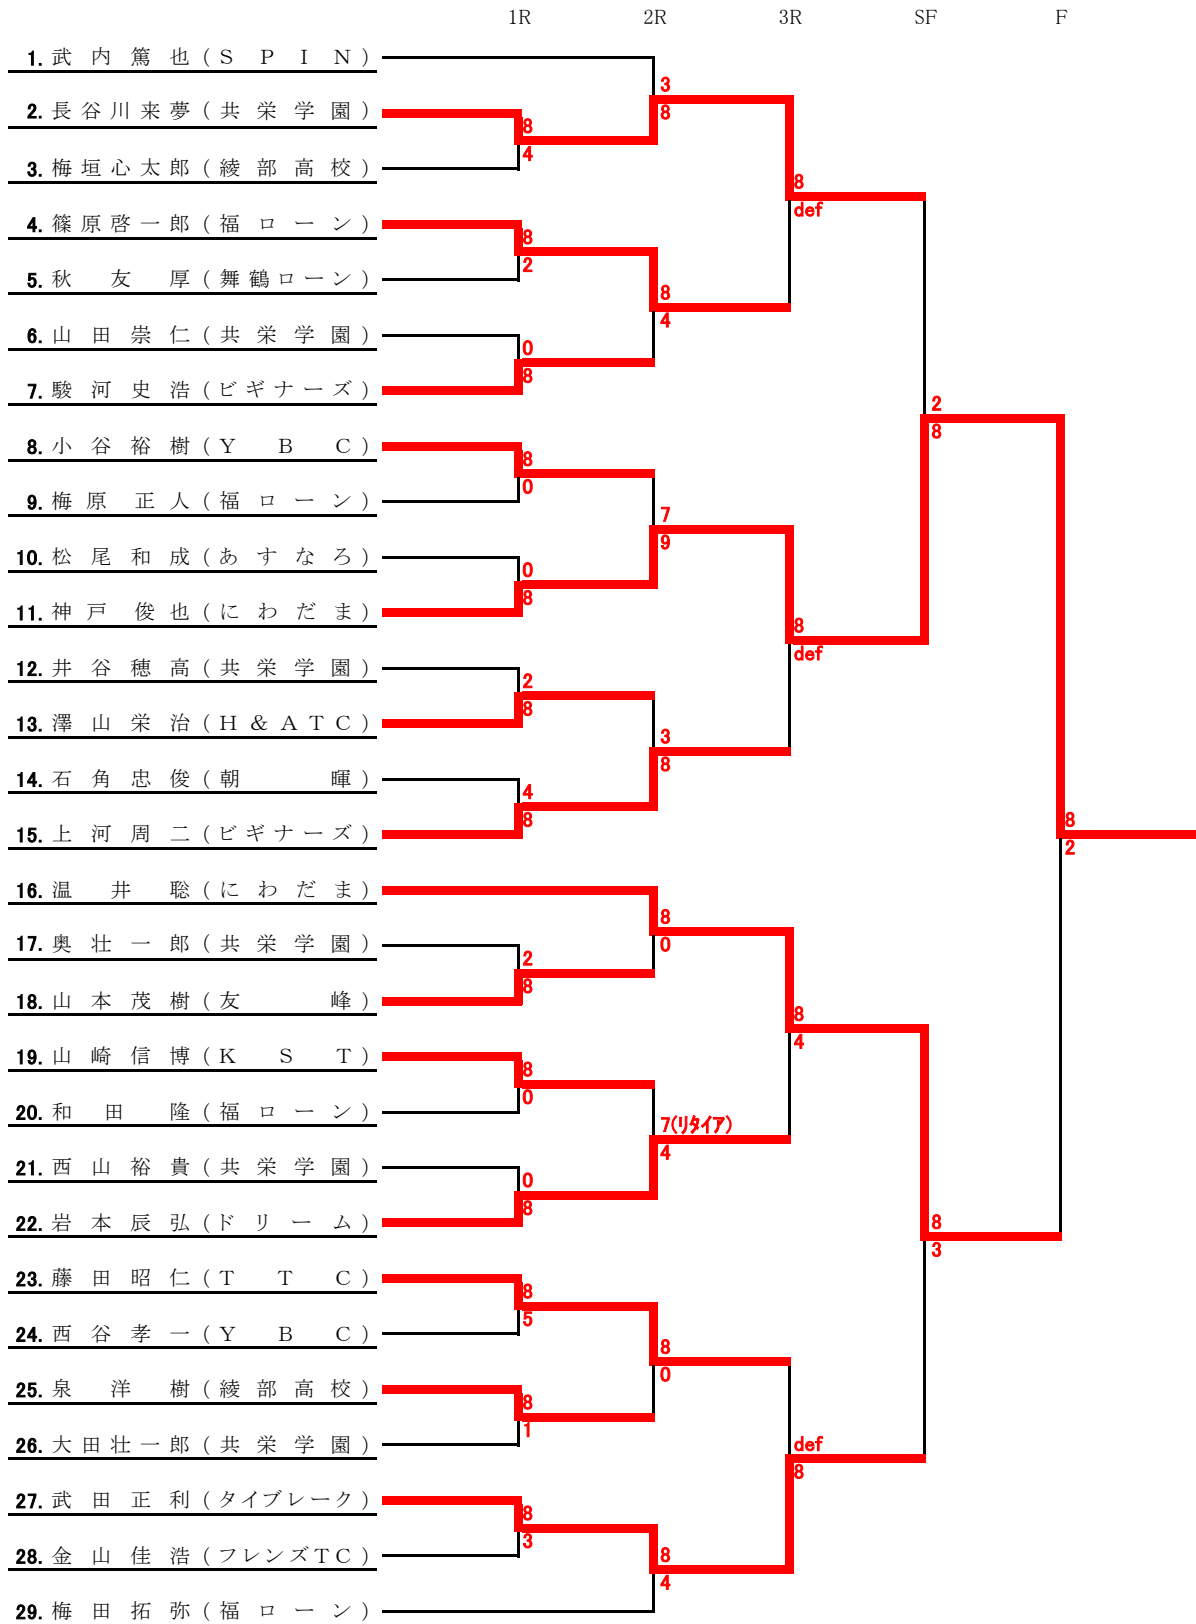 1R 2R 3R SF F
1. 武内篤也(SPIN)
3
2. 長谷川来夢(共栄学園)
8
8
4
3. 梅垣心太郎(綾部高校)
8
def
4. 篠原啓一郎(福ローン)
8
2
5. 秋友厚(舞鶴ローン)
8
4
6. 山田崇仁(共栄学園)
0
8
7. 駿河史浩(ビギナーズ)
2
8
8. 小谷裕樹(YBC)
8
0
9. 梅原正人(福ローン)
7
9
10. 松尾和成(あすなろ)
0
8
11. 神戸俊也(にわだま)
8
def
12. 井谷穂高(共栄学園)
2
8
13. 澤山栄治(H&ATC)
3
8
14. 石角忠俊(朝暉)
4
8
15. 上河周二(ビギナーズ)
8
2
16. 温井聡(にわだま)
8
0
17. 奥壮一郎(共栄学園)
2
8
18. 山本茂樹(友峰)
8
4
19. 山崎信博(KST)
8
0
20. 和田隆(福ローン)
7(リタイア)
4
21. 西山裕貴(共栄学園)
0
8
22. 岩本辰弘(ドリーム)
8
3
23. 藤田昭仁(TTC)
8
5
24. 西谷孝一(YBC)
8
0
25. 泉洋樹(綾部高校)
8
1
26. 大田壮一郎(共栄学園)
def
8
27. 武田正利(タイブレーク)
8
3
28. 金山佳浩(フレンズTC)
8
4
29. 梅田拓弥(福ローン)